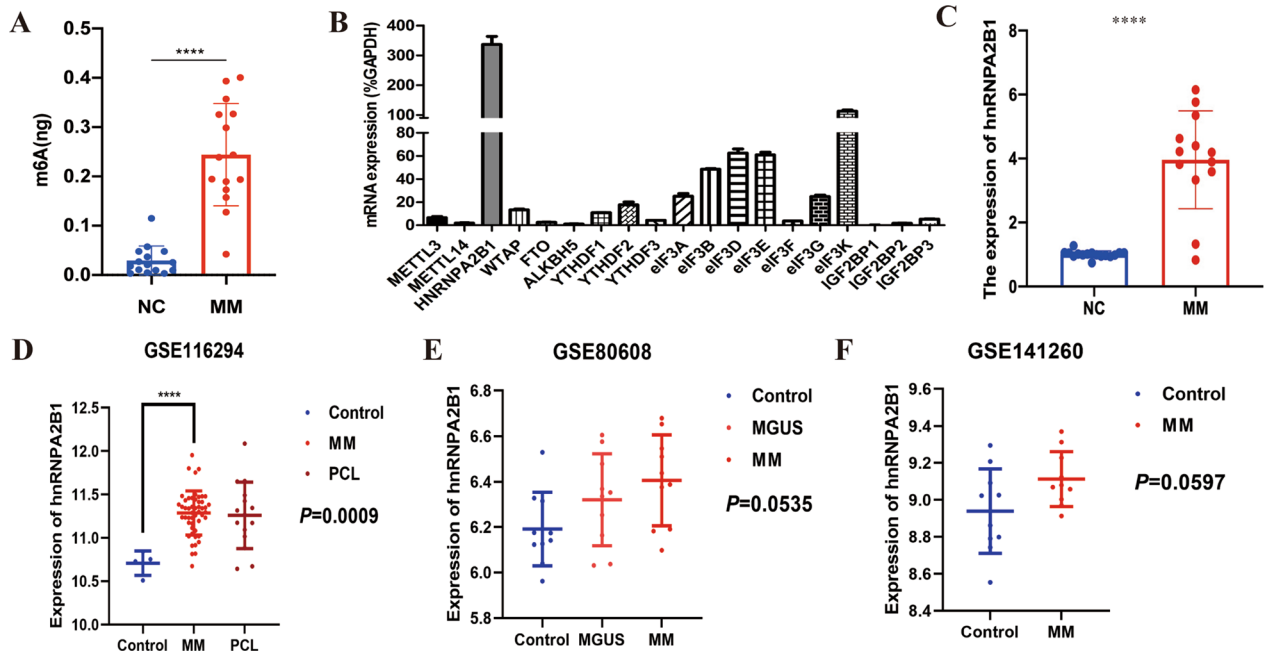 A
m6A(ng)
0.5
0.4
0.3
0.2
0.1
0.0
****
NC
MM
B
mRNA expression (%GAPDH)
400
300
200
100
80
60
40
20
0
METTL3
METTL14
HNRNPA2B1
WTAP
FTO
ALKBH5
YTHDF1
YTHDF2
YTHDF3
eIF3A
eIF3B
eIF3D
eIF3E
eIF3F
eIF3G
eIF3K
IGF2BP1
IGF2BP2
IGF2BP3
C
The expression of hnRNPA2B1
8
6
4
2
0
****
NC
MM
D
GSE116294
Expression of hnRNPA2B1
12.5
12.0
11.5
11.0
10.5
10.0
****
Control
MM
PCL
Control
MM
PCL
P=0.0009
E
GSE80608
Expression of hnRNPA2B1
6.8
6.6
6.4
6.2
6.0
5.8
Control
MGUS
MM
Control
MGUS
MM
P=0.0535
F
GSE141260
Expression of hnRNPA2B1
9.6
9.4
9.2
9.0
8.8
8.6
8.4
Control
MM
Control
MM
P=0.0597